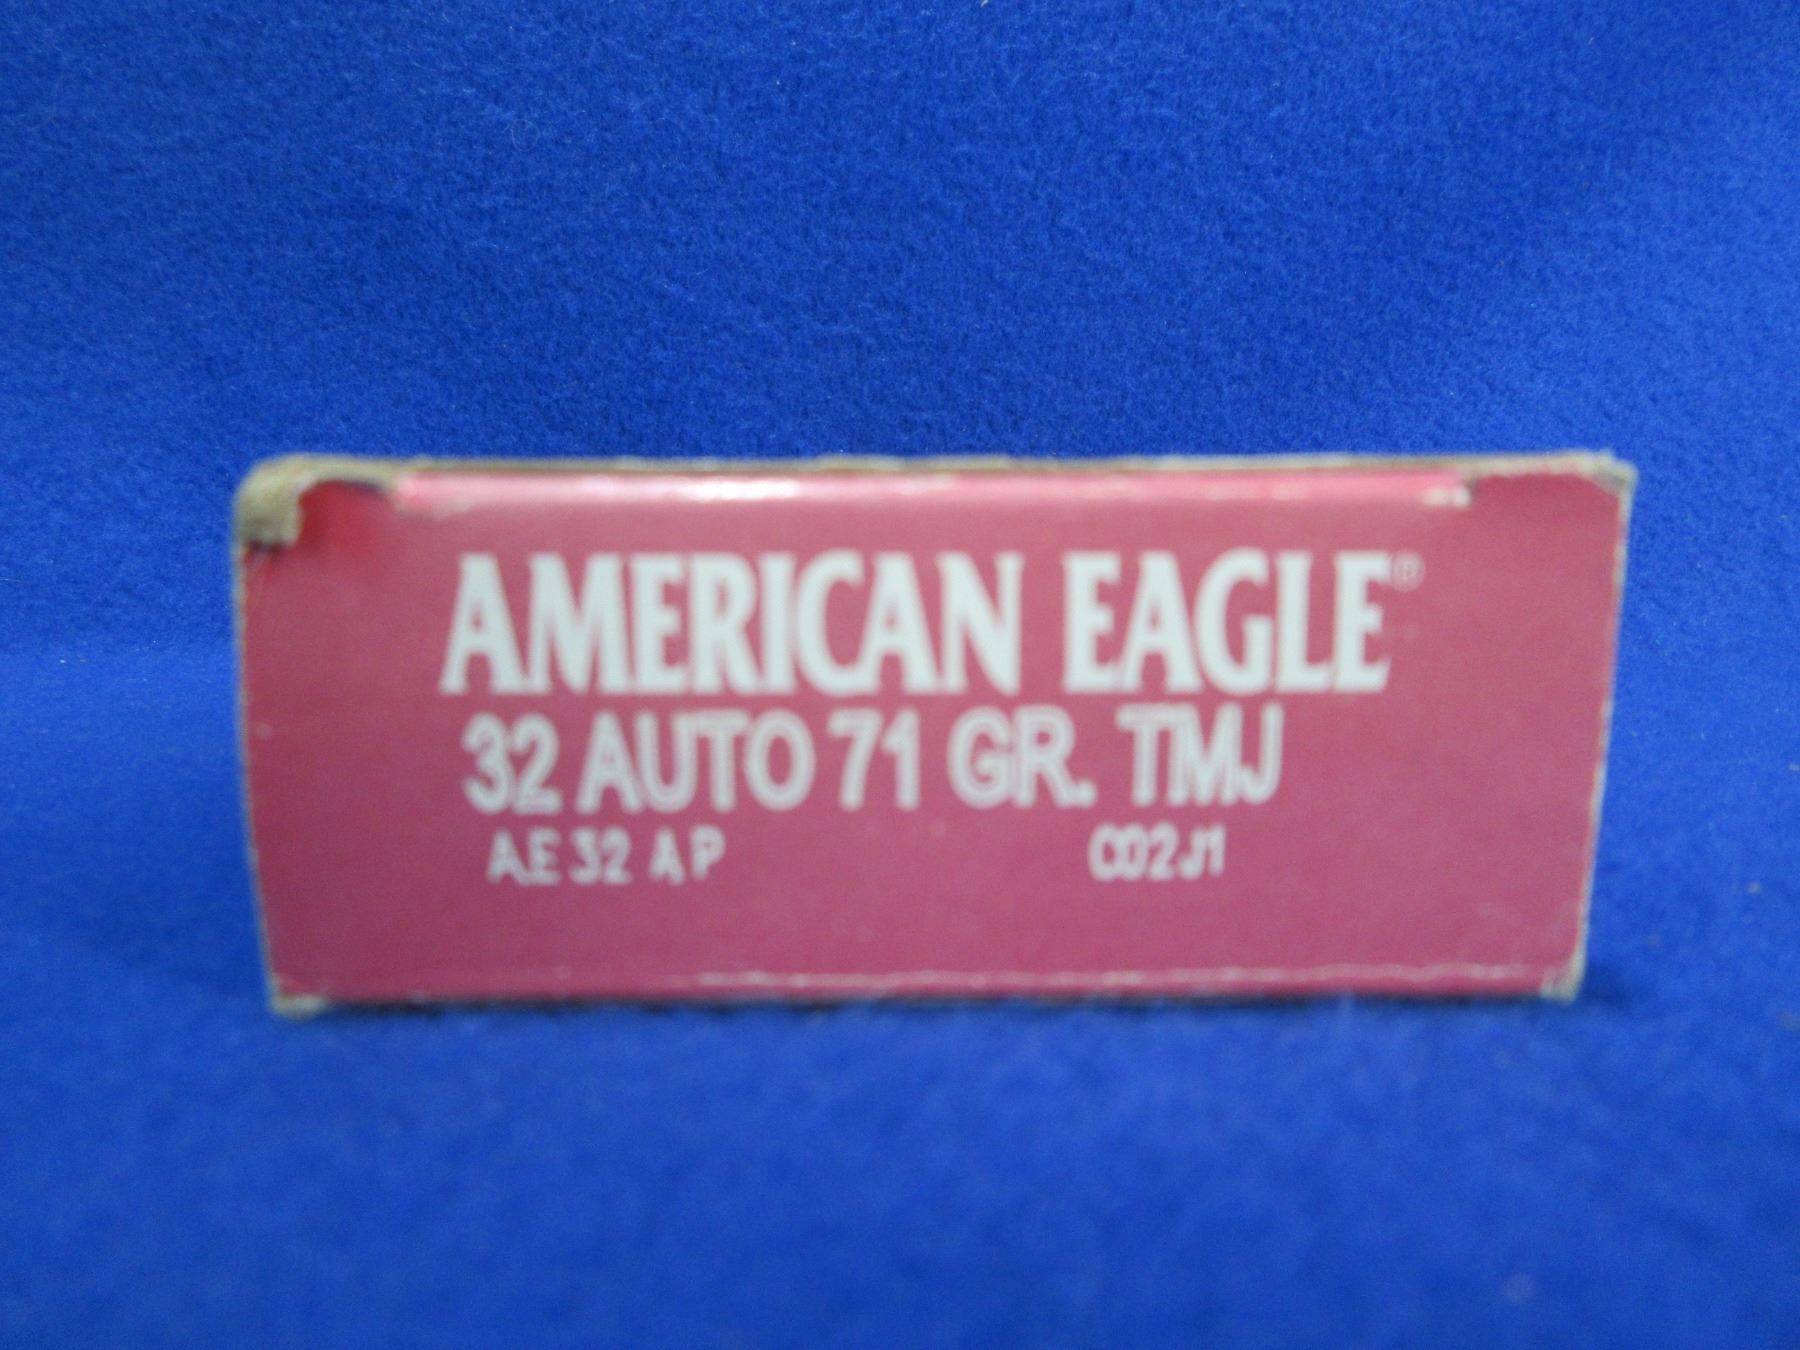 AMERICAN EAGLE®
32 AUTO 71 GR. TMJ
AE32AP C02J1